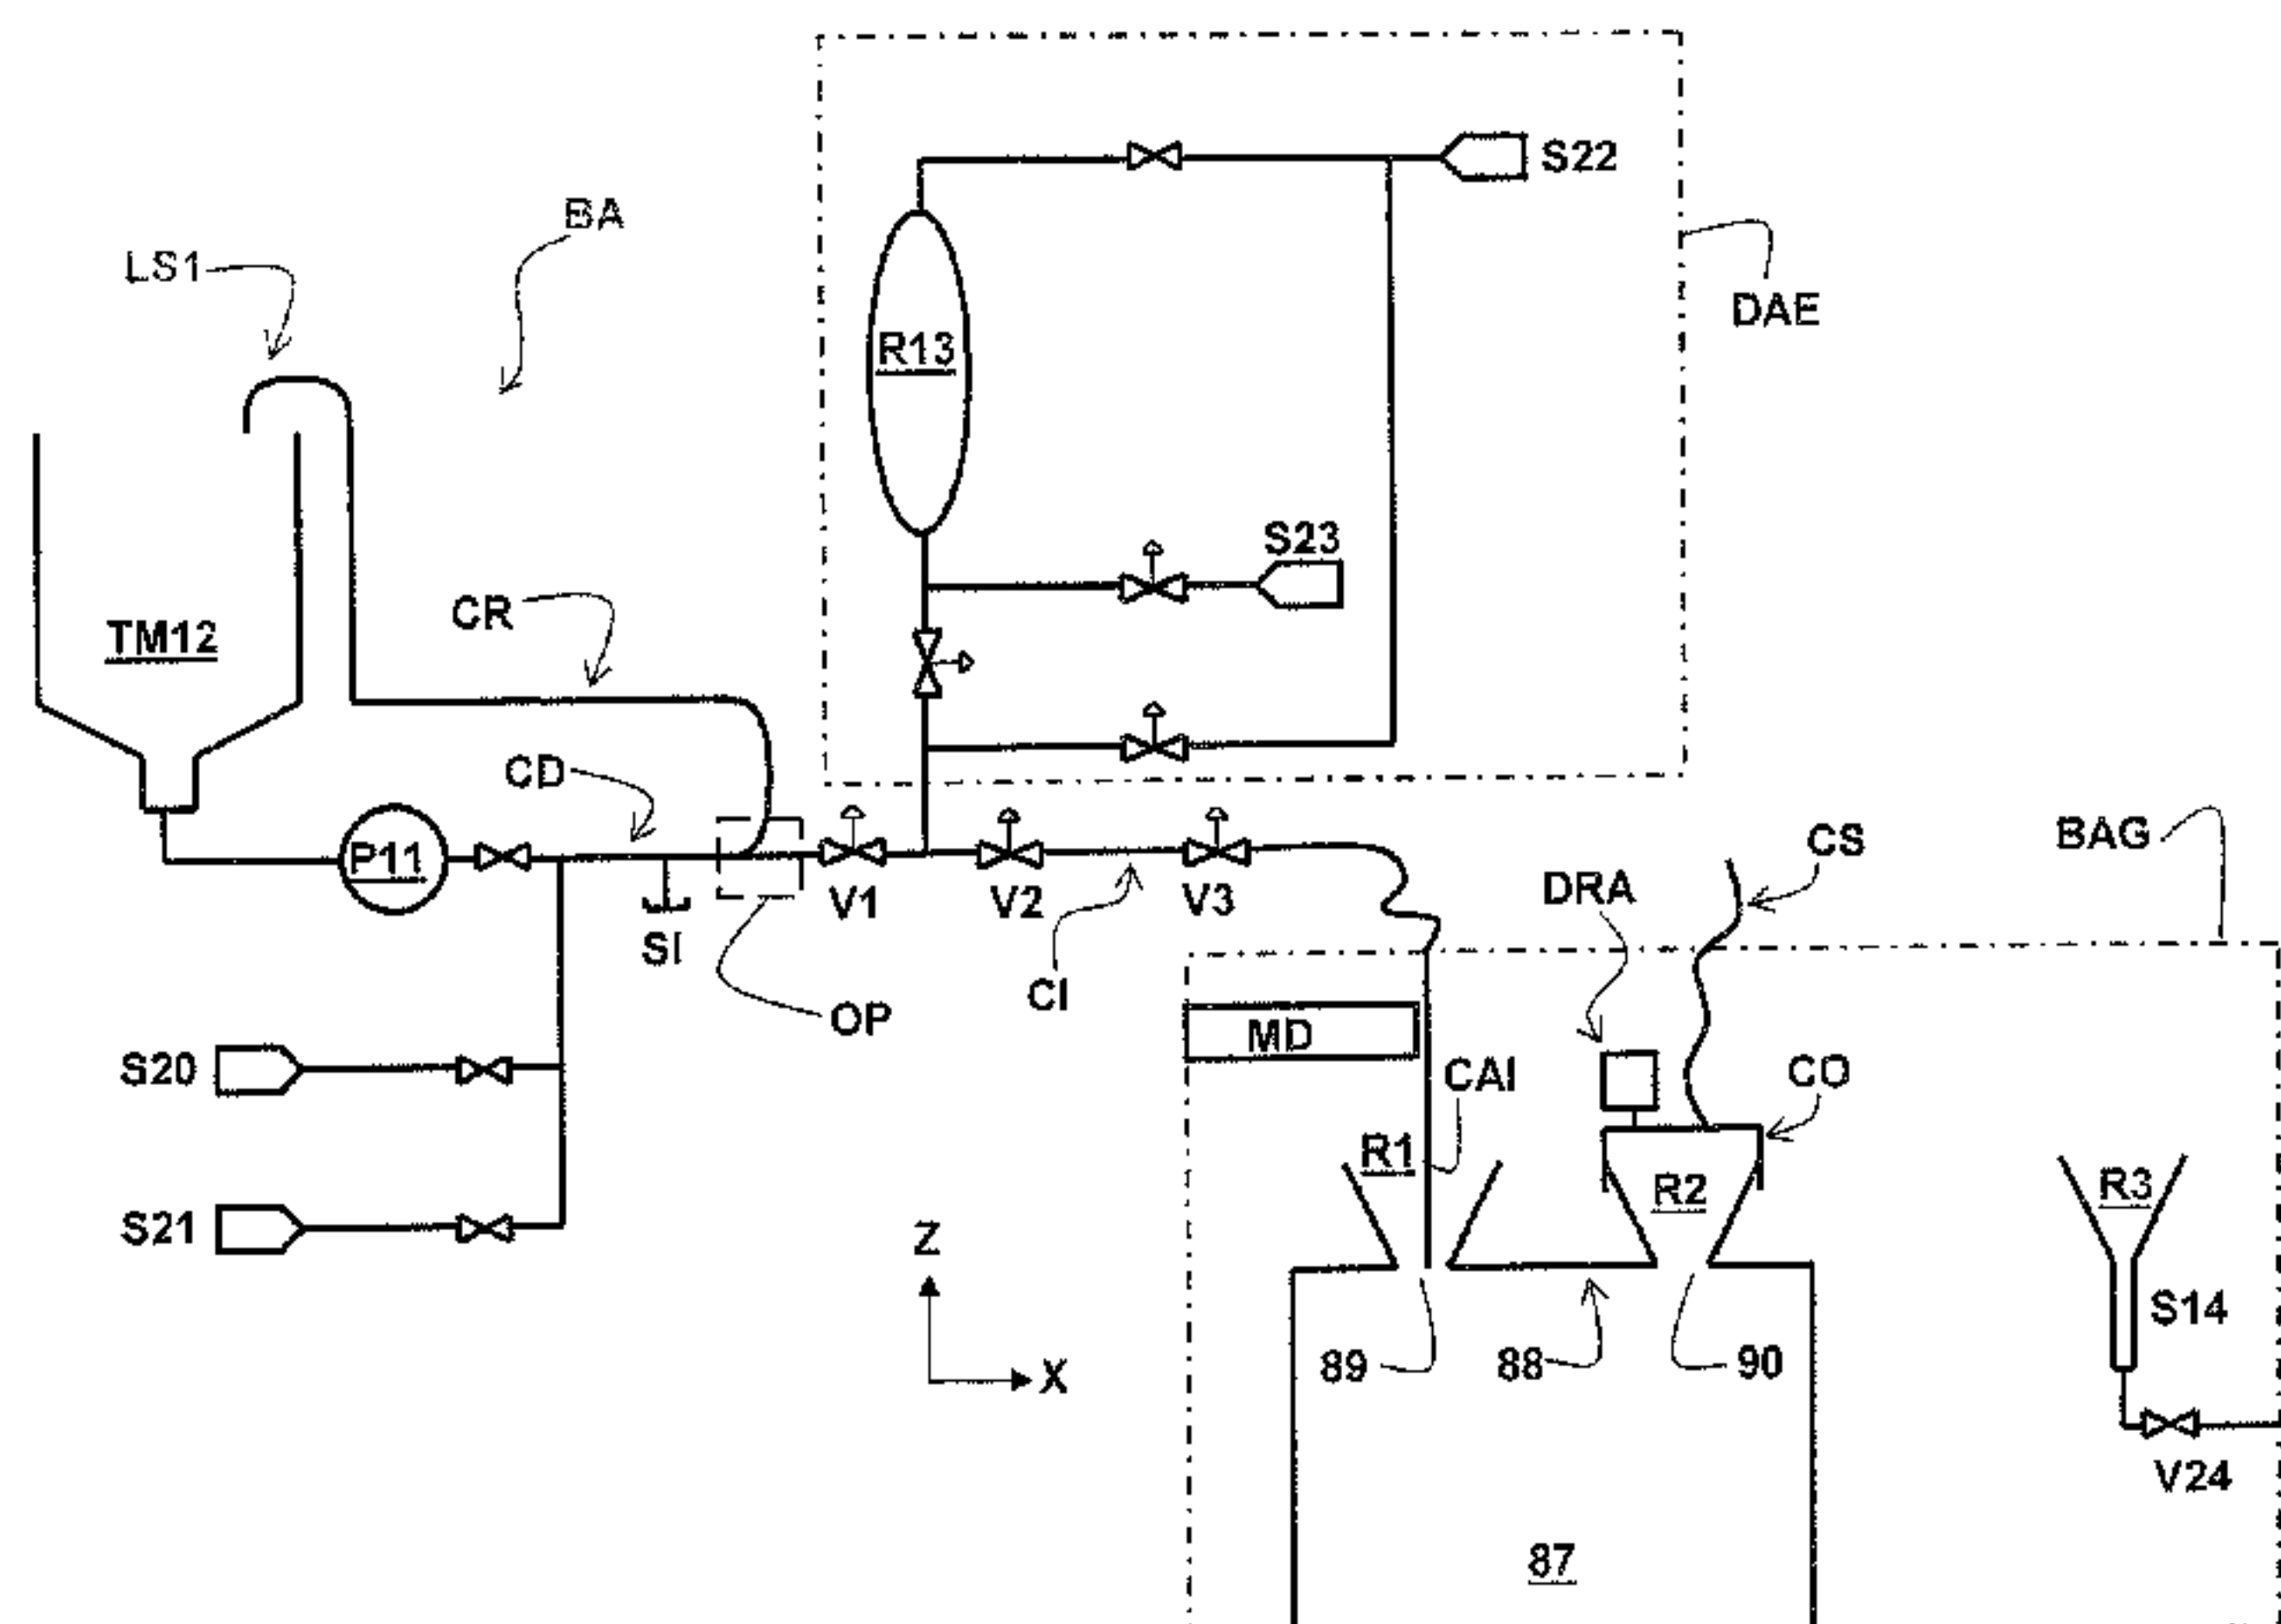 S22
BA
LS1
DAE
R13
S23
CR
TM12
CD
P11
V1
V2
V3
DRA
CS
BAG
SI
CI
OP
MD
CAI
CO
S20
R1
R2
R3
S21
Z
S14
X
89
88
90
V24
87